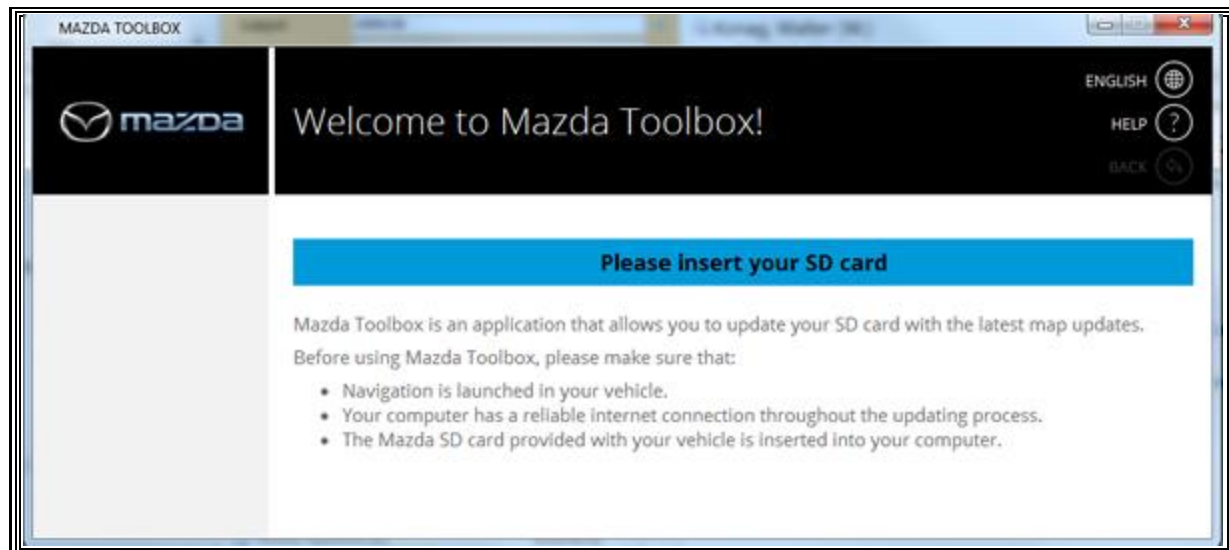 MAZDA TOOLBOX
mazda
Welcome to Mazda Toolbox!
ENGLISH
HELP
BACK
Please insert your SD card
Mazda Toolbox is an application that allows you to update your SD card with the latest map updates.
Before using Mazda Toolbox, please make sure that:
• Navigation is launched in your vehicle.
• Your computer has a reliable internet connection throughout the updating process.
• The Mazda SD card provided with your vehicle is inserted into your computer.